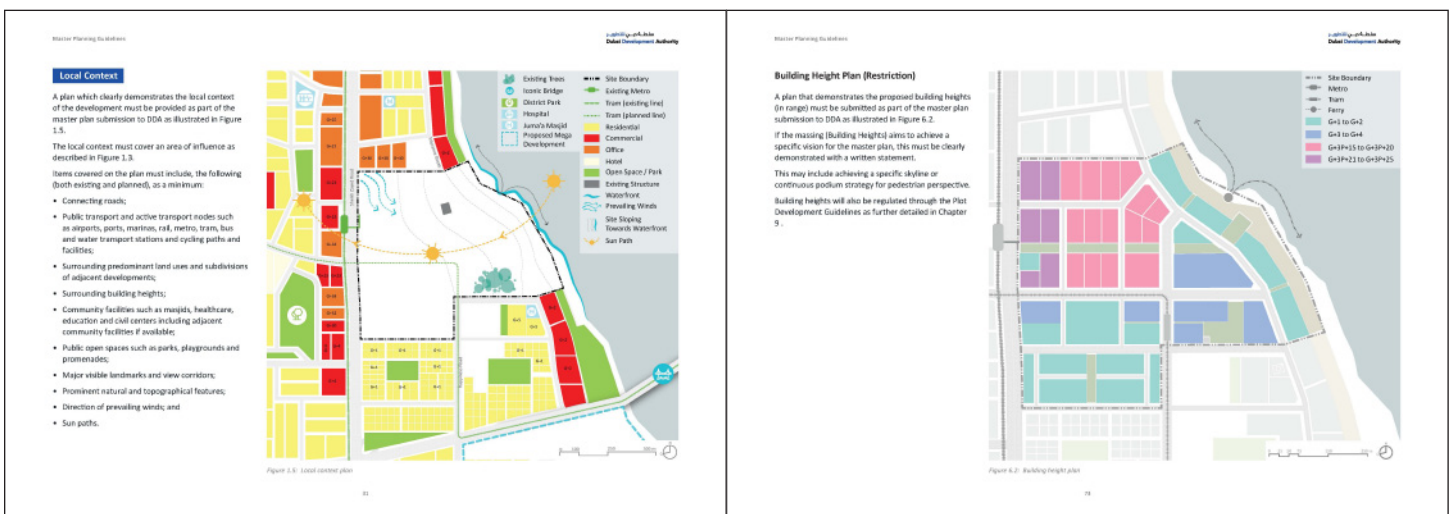 Master Planning Guidelines
Dubai Development Authority
Local Context
A plan which clearly demonstrates the local context
of the development must be provided as part of the
master plan submission to DDA as illustrated in Figure
1.5.
The local context must cover an area of influence as
described in Figure 1.3.
Items covered on the plan must include, the following
(both existing and planned), as a minimum:
• Connecting roads;
• Public transport and active transport nodes such
as airports, ports, marinas, rail, metro, tram, bus
and water transport stations and cycling paths and
facilities;
• Surrounding predominant land uses and subdivisions
of adjacent developments;
• Surrounding building heights;
• Community facilities such as masjids, healthcare,
education and civil centers including adjacent
community facilities if available;
• Public open spaces such as parks, playgrounds and
promenades;
• Major visible landmarks and view corridors;
• Prominent natural and topographical features;
• Direction of prevailing winds; and
• Sun paths.
Existing Trees
Iconic Bridge
District Park
Hospital
Juma'a Masjid
Proposed Mega
Development
Site Boundary
Existing Metro
Tram (existing line)
Tram (planned line)
Residential
Commercial
Office
Hotel
Open Space / Park
Existing Structure
Waterfront
Prevailing Winds
Site Sloping
Towards Waterfront
Sun Path
Figure 1.5: Local context plan
Master Planning Guidelines
Dubai Development Authority
Building Height Plan (Restriction)
A plan that demonstrates the proposed building heights
(in range) must be submitted as part of the master plan
submission to DDA as illustrated in Figure 6.2.
If the massing (Building Heights) aims to achieve a
specific vision for the master plan, this must be clearly
demonstrated with a written statement.
This may include achieving a specific skyline or
continuous podium strategy for pedestrian perspective.
Building heights will also be regulated through the Plot
Development Guidelines as further detailed in Chapter
9 .
Site Boundary
Metro
Tram
Ferry
G+1 to G+2
G+3 to G+4
G+3P+15 to G+3P+20
G+3P+21 to G+3P+25
Figure 6.2: Building height plan